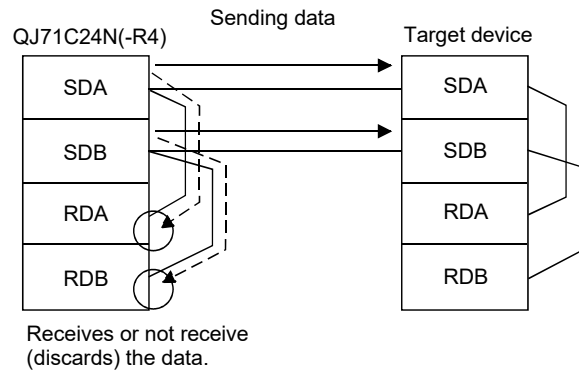 Sending data
QJ71C24N(-R4)
Target device
SDA
SDB
RDA
RDB
SDA
SDB
RDA
RDB
Receives or not receive
(discards) the data.